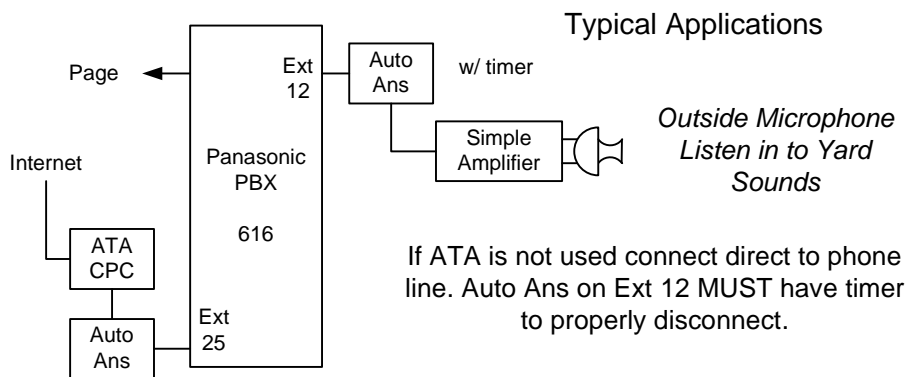 Typical Applications
Page
Ext
12
Auto
Ans
w/ timer
Simple
Amplifier
Outside Microphone
Listen in to Yard
Sounds
Internet
Panasonic
PBX
616
ATA
CPC
Ext
25
Auto
Ans
If ATA is not used connect direct to phone
line. Auto Ans on Ext 12 MUST have timer
to properly disconnect.